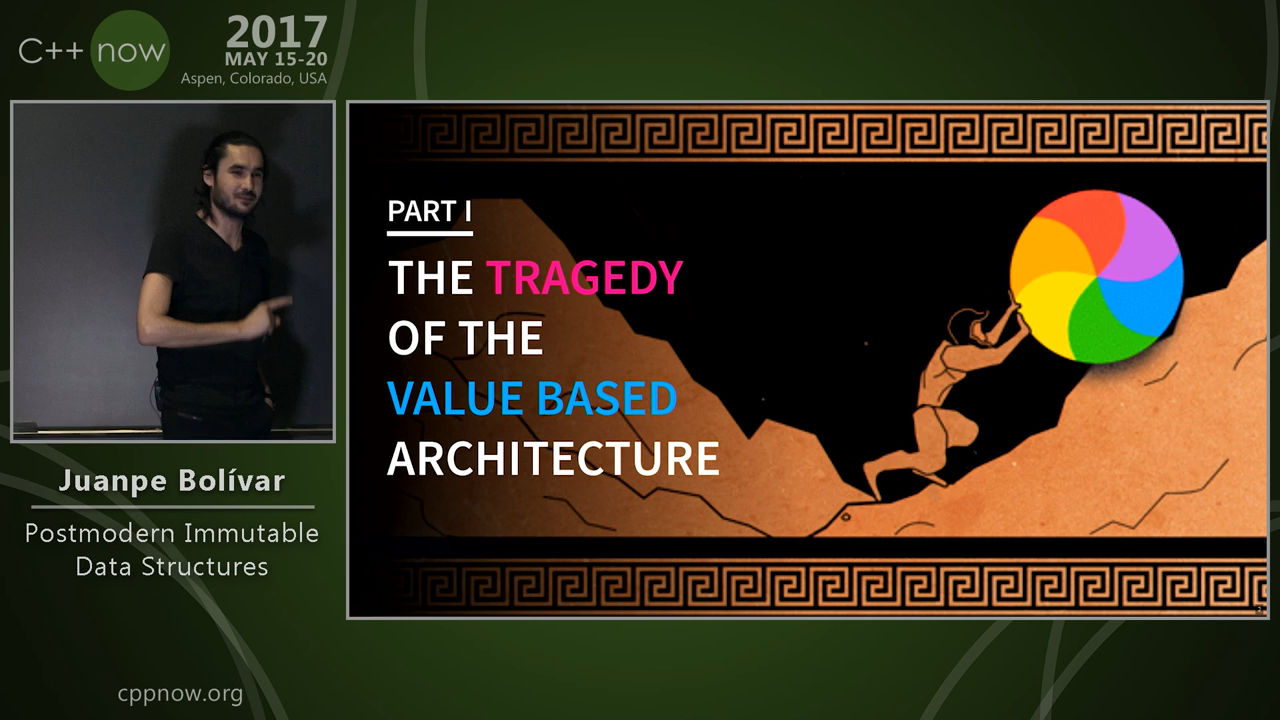 C++ now
2017
MAY 15-20
Aspen, Colorado, USA
PART I
THE TRAGEDY
OF THE
VALUE BASED
ARCHITECTURE
Juanpe Bolívar
Postmodern Immutable
Data Structures
cppnow.org